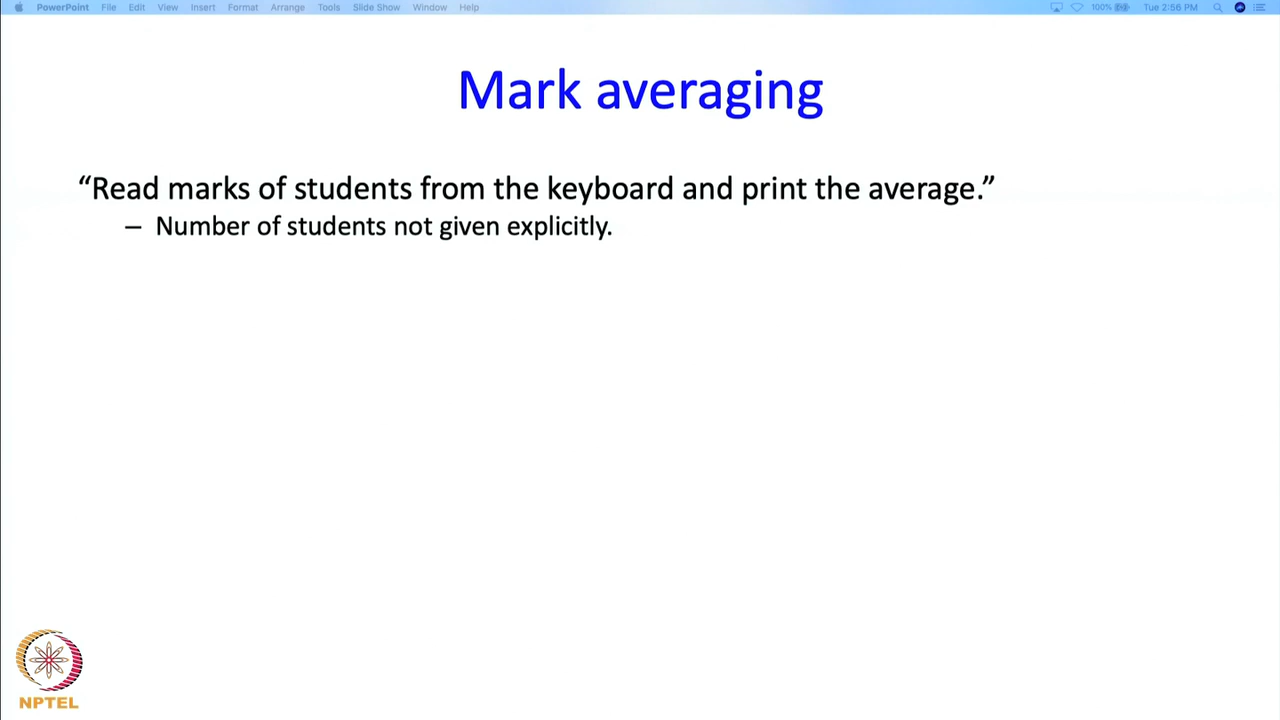 PowerPoint File Edit View Insert Format Arrange Tools Slide Show Window Help 100% Tue 2:56 PM
Mark averaging
“Read marks of students from the keyboard and print the average.”
– Number of students not given explicitly.
NPTEL